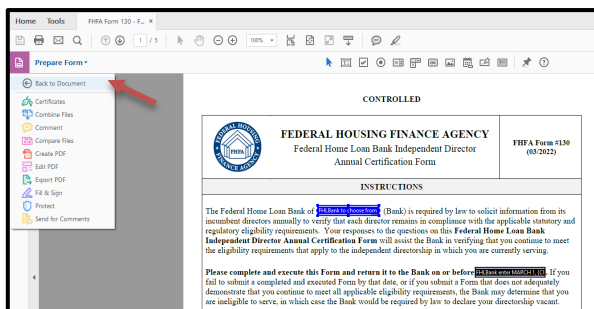 Home Tools FHFA Form 130 - F... ×
1 / 5 100%
Prepare Form
Back to Document
Certificates
Combine Files
Comment
Compare Files
Create PDF
Edit PDF
Export PDF
Fill & Sign
Protect
Send for Comments
CONTROLLED
FEDERAL HOUSING FINANCE AGENCY
Federal Home Loan Bank Independent Director
Annual Certification Form
FHFA Form #130
(03/2022)
FEDERAL HOUSING
FHFA
FINANCE AGENCY
INSTRUCTIONS
The Federal Home Loan Bank of FHLBank to choose from (Bank) is required by law to solicit information from its
incumbent directors annually to verify that each director remains in compliance with the applicable statutory and
regulatory eligibility requirements. Your responses to the questions on this Federal Home Loan Bank
Independent Director Annual Certification Form will assist the Bank in verifying that you continue to meet
the eligibility requirements that apply to the independent directorship in which you are currently serving.
Please complete and execute this Form and return it to the Bank on or before FHLBank enter MARCH 1, [CI. If you
fail to submit a completed and executed Form by that date, or if you submit a Form that does not adequately
demonstrate that you continue to meet all applicable eligibility requirements, the Bank may determine that you
are ineligible to serve, in which case the Bank would be required by law to declare your directorship vacant.